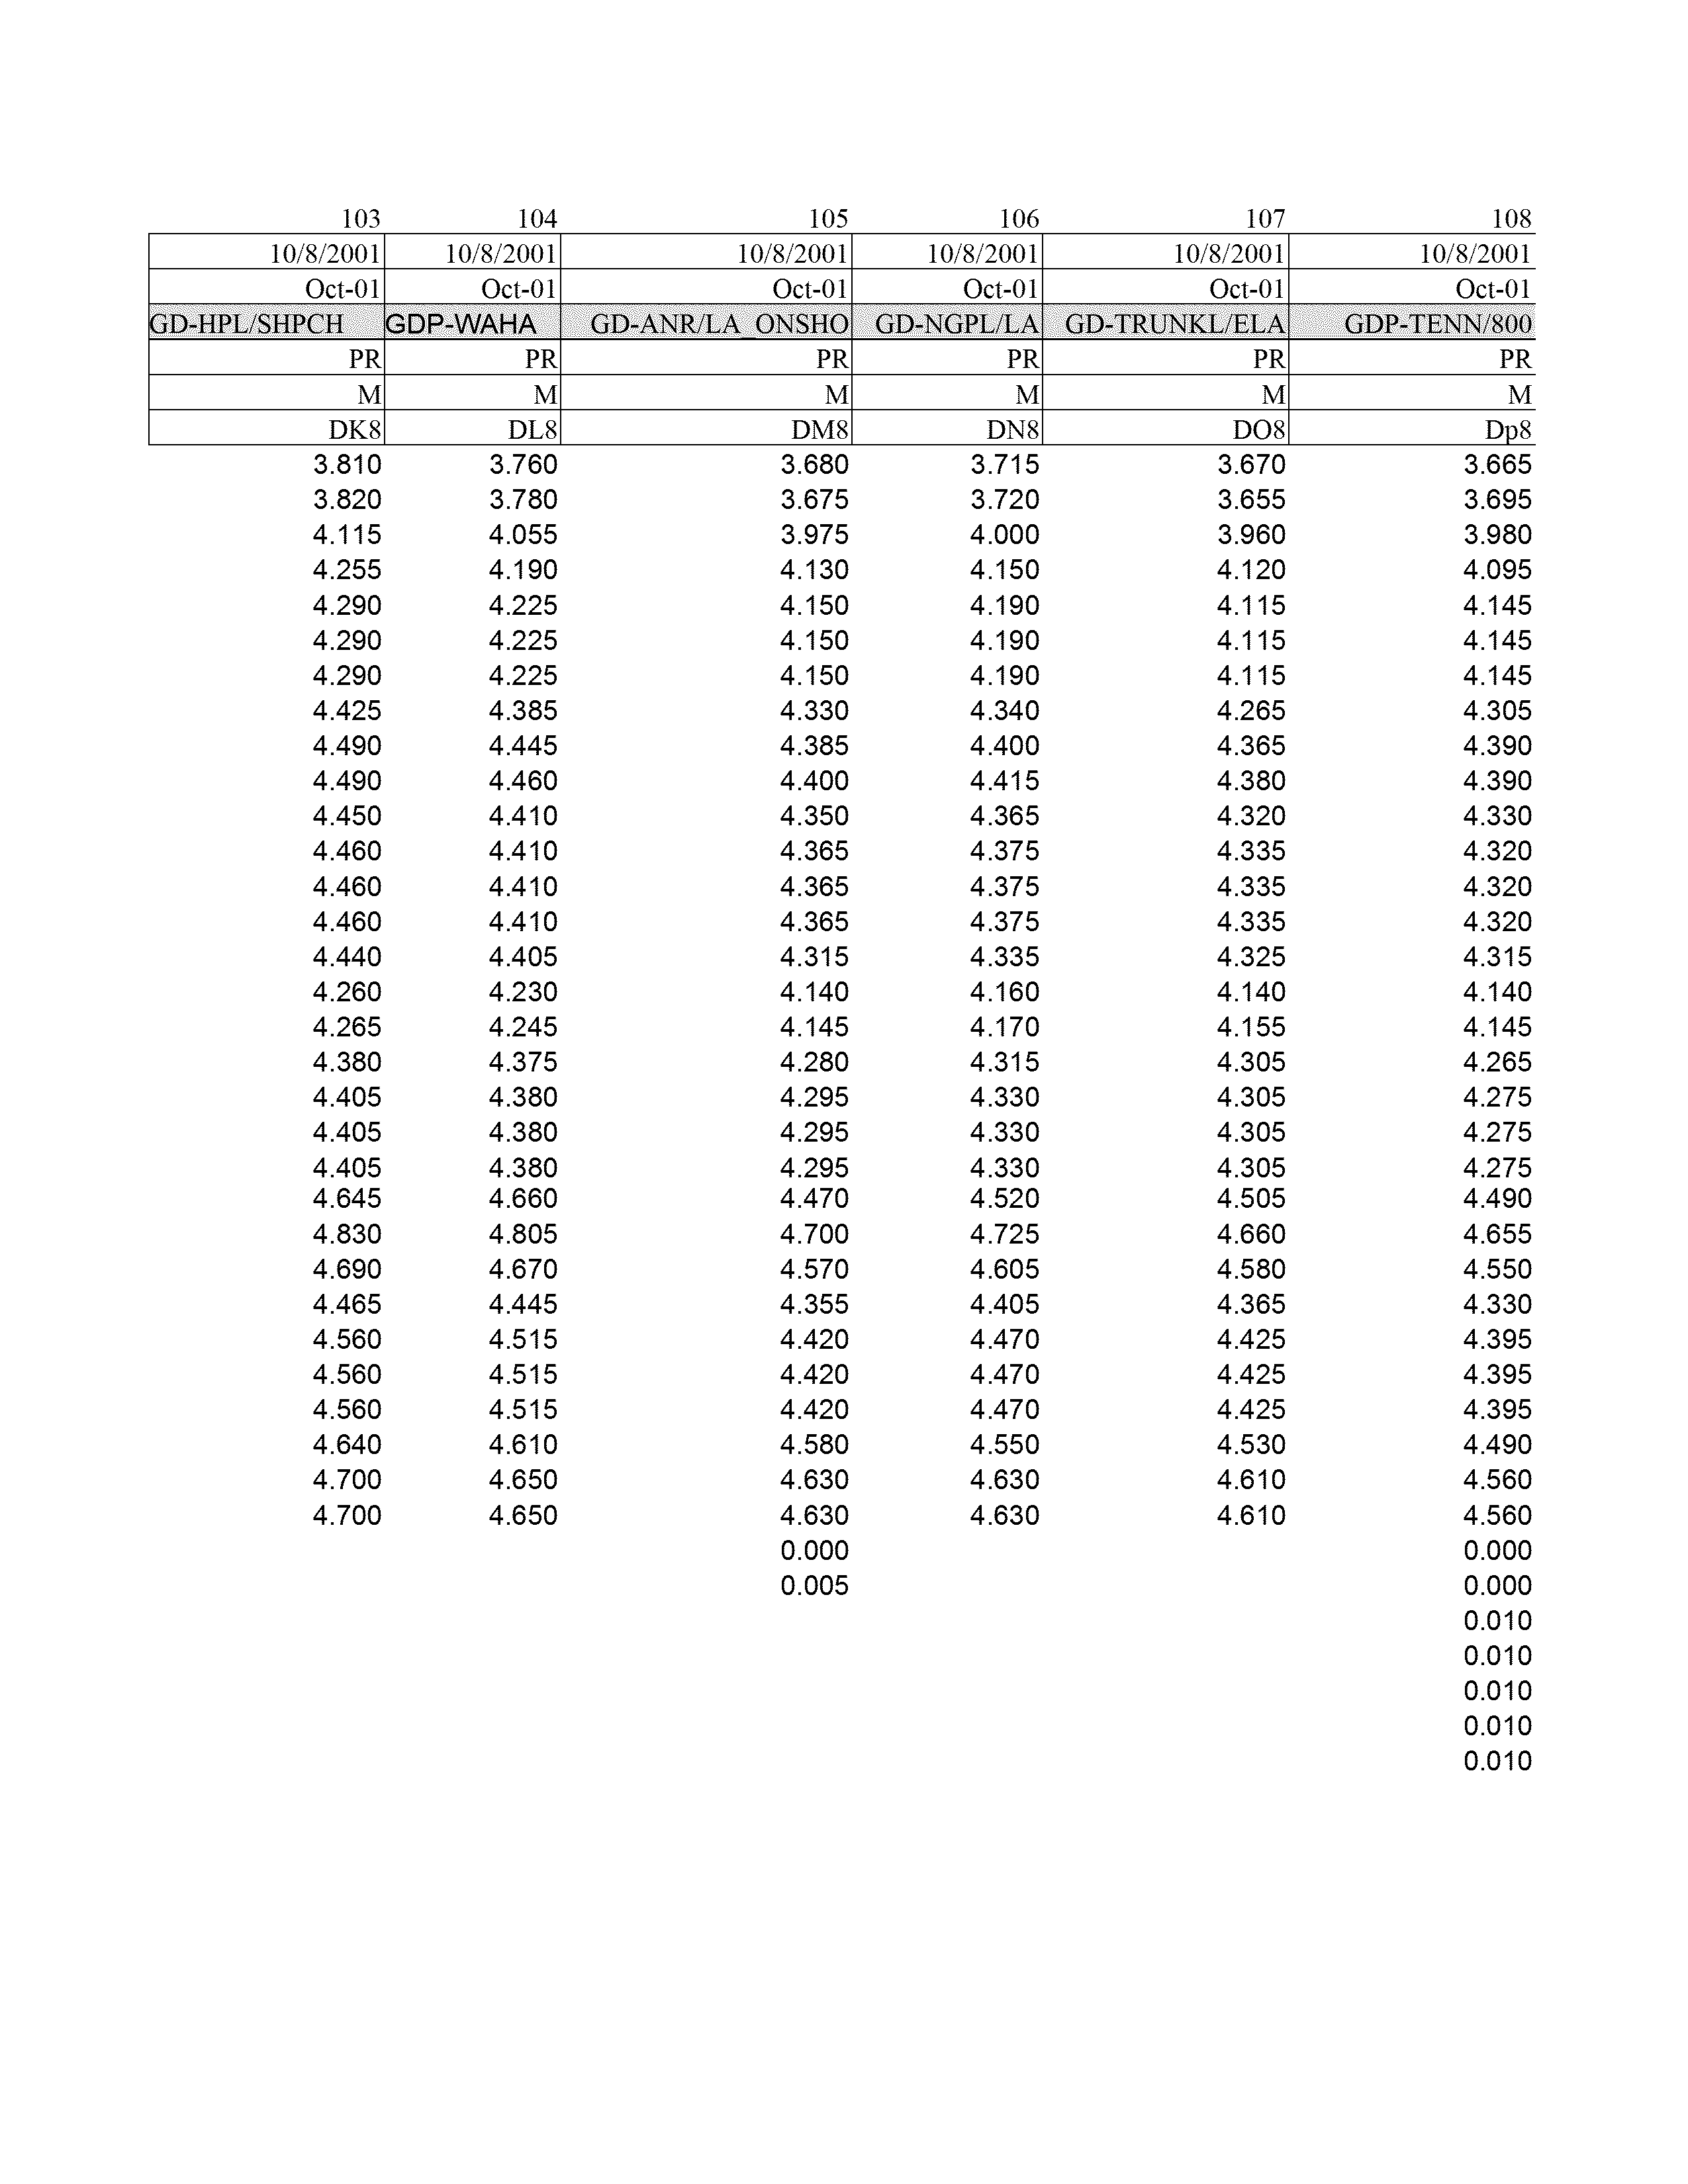 103 104 105 106 107 108
10/8/2001 10/8/2001 10/8/2001 10/8/2001 10/8/2001 10/8/2001
Oct-01 Oct-01 Oct-01 Oct-01 Oct-01 Oct-01
GD-HPL/SHPCH GDP-WAHA GD-ANR/LA_ONSHO GD-NGPL/LA GD-TRUNKL/ELA GDP-TENN/800
PR PR PR PR PR PR
M M M M M M
DK8 DL8 DM8 DN8 DO8 Dp8
3.810 3.760 3.680 3.715 3.670 3.665
3.820 3.780 3.675 3.720 3.655 3.695
4.115 4.055 3.975 4.000 3.960 3.980
4.255 4.190 4.130 4.150 4.120 4.095
4.290 4.225 4.150 4.190 4.115 4.145
4.290 4.225 4.150 4.190 4.115 4.145
4.290 4.225 4.150 4.190 4.115 4.145
4.425 4.385 4.330 4.340 4.265 4.305
4.490 4.445 4.385 4.400 4.365 4.390
4.490 4.460 4.400 4.415 4.380 4.390
4.450 4.410 4.350 4.365 4.320 4.330
4.460 4.410 4.365 4.375 4.335 4.320
4.460 4.410 4.365 4.375 4.335 4.320
4.460 4.410 4.365 4.375 4.335 4.320
4.440 4.405 4.315 4.335 4.325 4.315
4.260 4.230 4.140 4.160 4.140 4.140
4.265 4.245 4.145 4.170 4.155 4.145
4.380 4.375 4.280 4.315 4.305 4.265
4.405 4.380 4.295 4.330 4.305 4.275
4.405 4.380 4.295 4.330 4.305 4.275
4.405 4.380 4.295 4.330 4.305 4.275
4.645 4.660 4.470 4.520 4.505 4.490
4.830 4.805 4.700 4.725 4.660 4.655
4.690 4.670 4.570 4.605 4.580 4.550
4.465 4.445 4.355 4.405 4.365 4.330
4.560 4.515 4.420 4.470 4.425 4.395
4.560 4.515 4.420 4.470 4.425 4.395
4.560 4.515 4.420 4.470 4.425 4.395
4.640 4.610 4.580 4.550 4.530 4.490
4.700 4.650 4.630 4.630 4.610 4.560
4.700 4.650 4.630 4.630 4.610 4.560
0.000 0.000
0.005 0.000
0.010
0.010
0.010
0.010
0.010